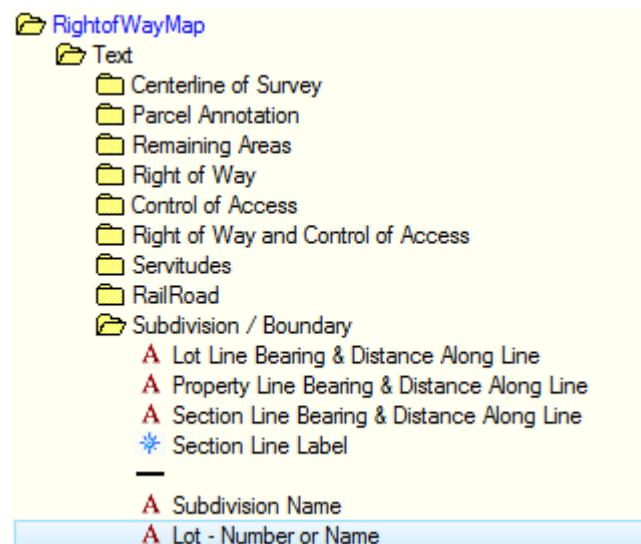 RightofWayMap
Text
Centerline of Survey
Parcel Annotation
Remaining Areas
Right of Way
Control of Access
Right of Way and Control of Access
Servitudes
RailRoad
Subdivision / Boundary
A Lot Line Bearing & Distance Along Line
A Property Line Bearing & Distance Along Line
A Section Line Bearing & Distance Along Line
Section Line Label
A Subdivision Name
A Lot - Number or Name